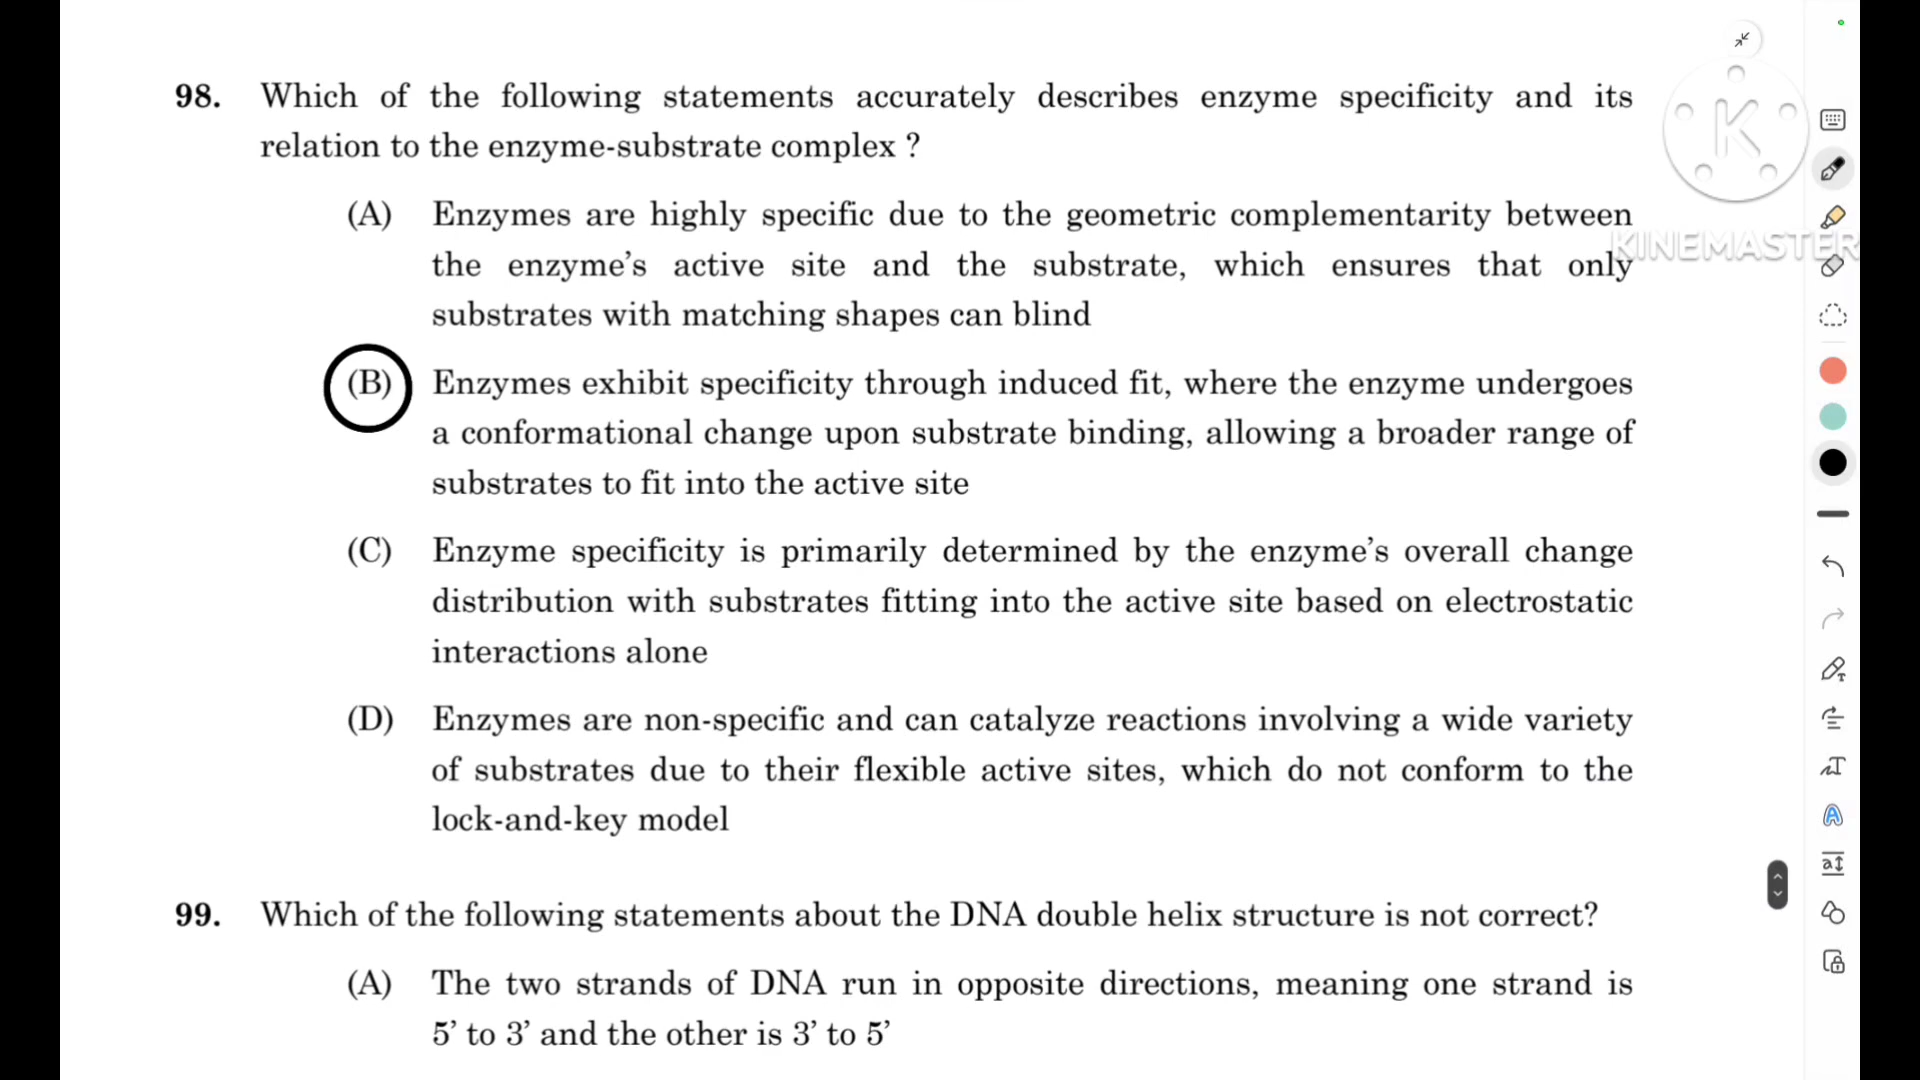 98. Which of the following statements accurately describes enzyme specificity and its
relation to the enzyme-substrate complex ?
(A) Enzymes are highly specific due to the geometric complementarity between
the enzyme’s active site and the substrate, which ensures that only
substrates with matching shapes can blind
(B) Enzymes exhibit specificity through induced fit, where the enzyme undergoes
a conformational change upon substrate binding, allowing a broader range of
substrates to fit into the active site
(C) Enzyme specificity is primarily determined by the enzyme’s overall change
distribution with substrates fitting into the active site based on electrostatic
interactions alone
(D) Enzymes are non-specific and can catalyze reactions involving a wide variety
of substrates due to their flexible active sites, which do not conform to the
lock-and-key model
99. Which of the following statements about the DNA double helix structure is not correct?
(A) The two strands of DNA run in opposite directions, meaning one strand is
5’ to 3’ and the other is 3’ to 5’
K
KINEMASTER